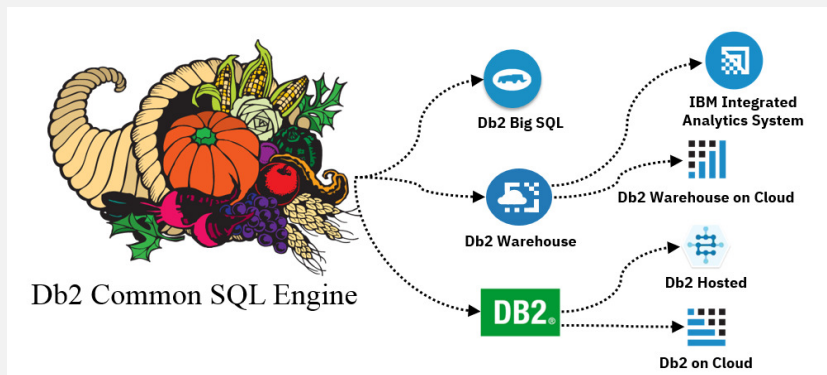 Db2 Common SQL Engine
Db2 Big SQL
Db2 Warehouse
DB2®
IBM Integrated
Analytics System
Db2 Warehouse on Cloud
Db2 Hosted
Db2 on Cloud